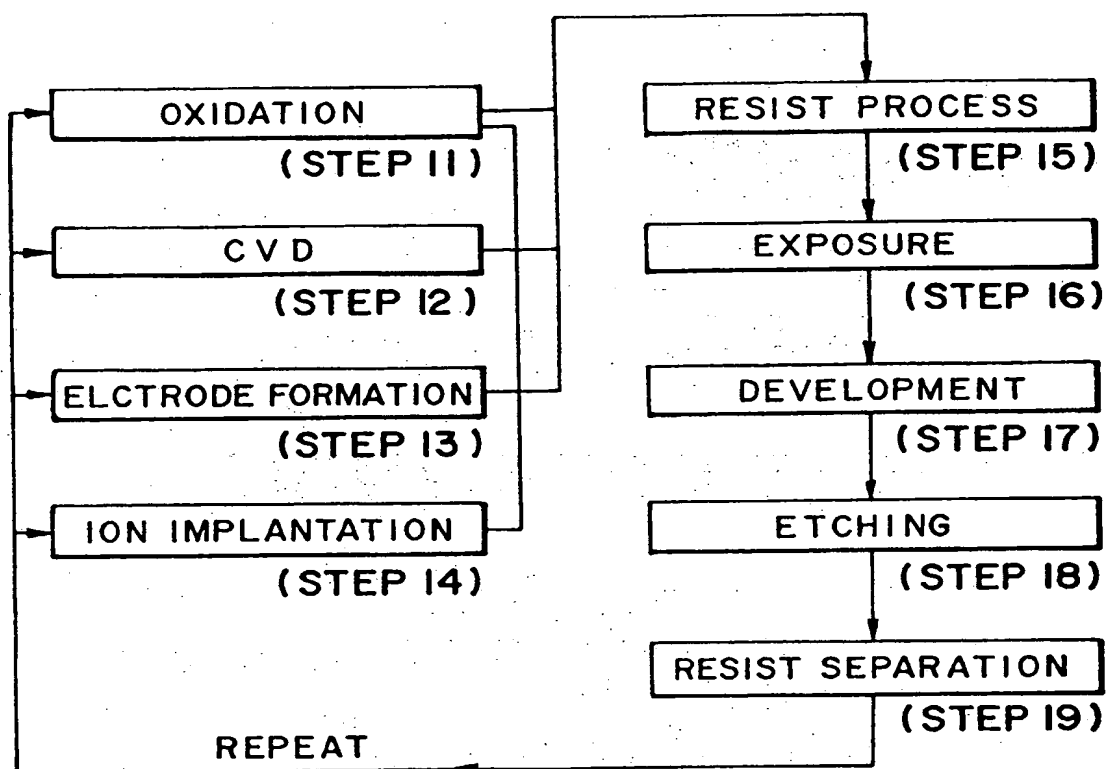 OXIDATION
(STEP 11)
CVD
(STEP 12)
ELCTRODE FORMATION
(STEP 13)
ION IMPLANTATION
(STEP 14)
RESIST PROCESS
(STEP 15)
EXPOSURE
(STEP 16)
DEVELOPMENT
(STEP 17)
ETCHING
(STEP 18)
RESIST SEPARATION
(STEP 19)
REPEAT